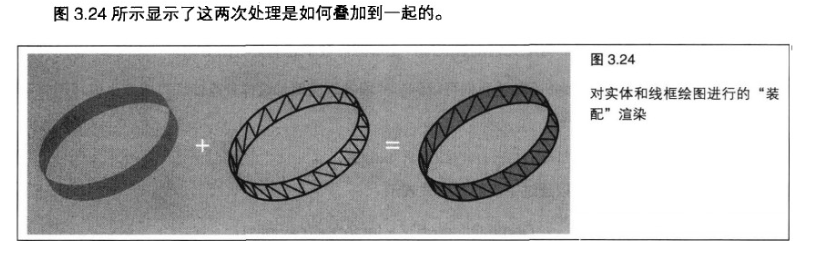 图 3.24 所示显示了这两次处理是如何叠加到一起的。
图 3.24
对实体和线框绘图进行的“装
配”渲染
+
=